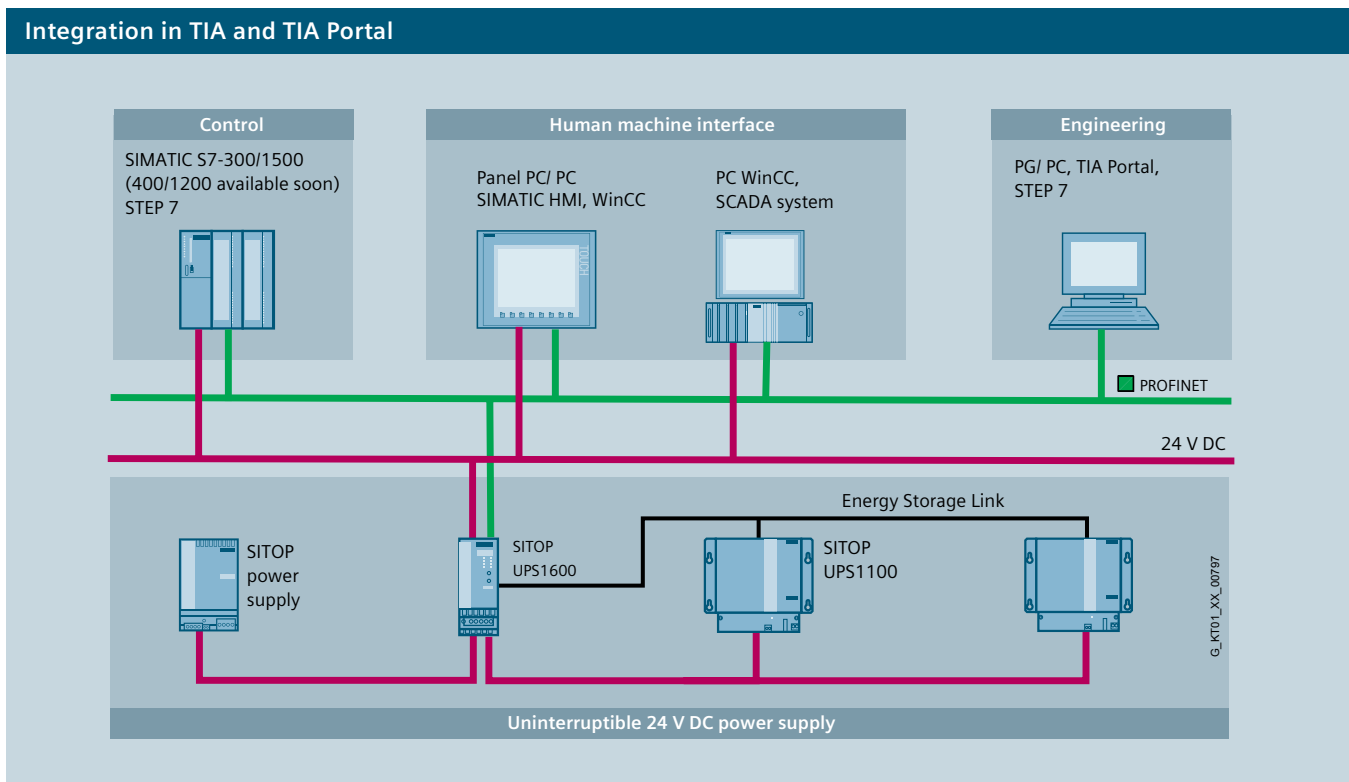 Integration in TIA and TIA Portal
Control
SIMATIC S7-300/1500
(400/1200 available soon)
STEP 7
Human machine interface
Panel PC/ PC
SIMATIC HMI, WinCC
PC WinCC,
SCADA system
Engineering
PG/ PC, TIA Portal,
STEP 7
TOUCH
PROFINET
24 V DC
Energy Storage Link
SITOP
power
supply
SITOP
UPS1600
SITOP
UPS1100
G_KT01_XX_00797
Uninterruptible 24 V DC power supply